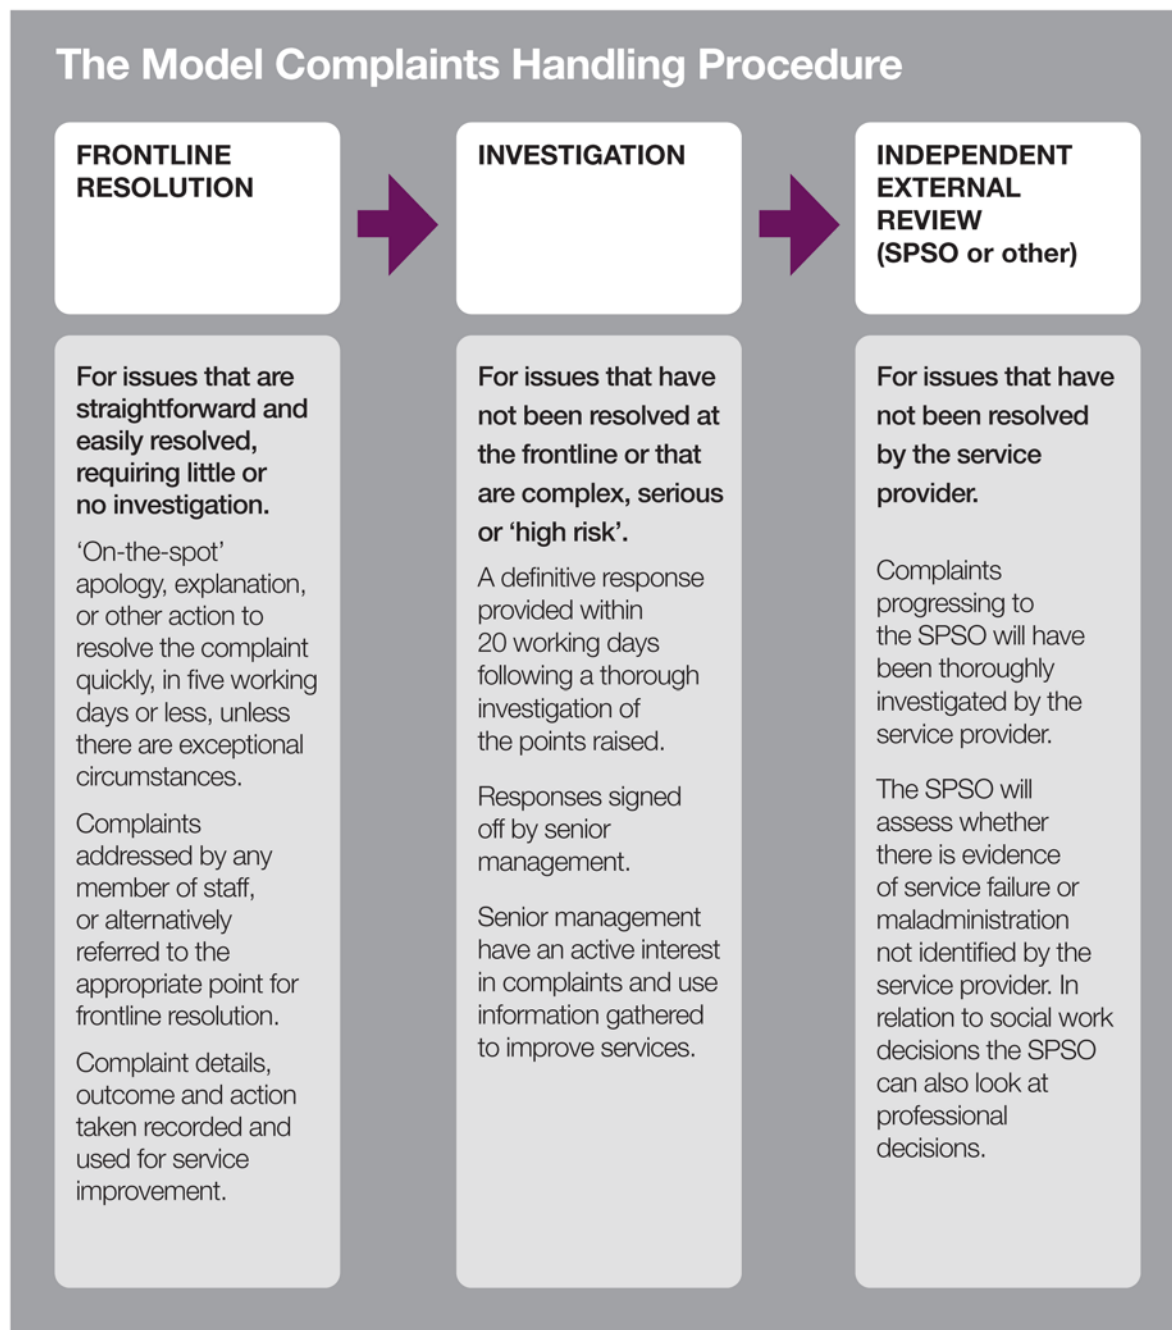 The Model Complaints Handling Procedure
FRONTLINE
RESOLUTION
For issues that are
straightforward and
easily resolved,
requiring little or
no investigation.
‘On-the-spot’
apology, explanation,
or other action to
resolve the complaint
quickly, in five working
days or less, unless
there are exceptional
circumstances.
Complaints
addressed by any
member of staff,
or alternatively
referred to the
appropriate point for
frontline resolution.
Complaint details,
outcome and action
taken recorded and
used for service
improvement.
INVESTIGATION
For issues that have
not been resolved at
the frontline or that
are complex, serious
or ‘high risk’.
A definitive response
provided within
20 working days
following a thorough
investigation of
the points raised.
Responses signed
off by senior
management.
Senior management
have an active interest
in complaints and use
information gathered
to improve services.
INDEPENDENT
EXTERNAL
REVIEW
(SPSO or other)
For issues that have
not been resolved
by the service
provider.
Complaints
progressing to
the SPSO will have
been thoroughly
investigated by the
service provider.
The SPSO will
assess whether
there is evidence
of service failure or
maladministration
not identified by the
service provider. In
relation to social work
decisions the SPSO
can also look at
professional
decisions.